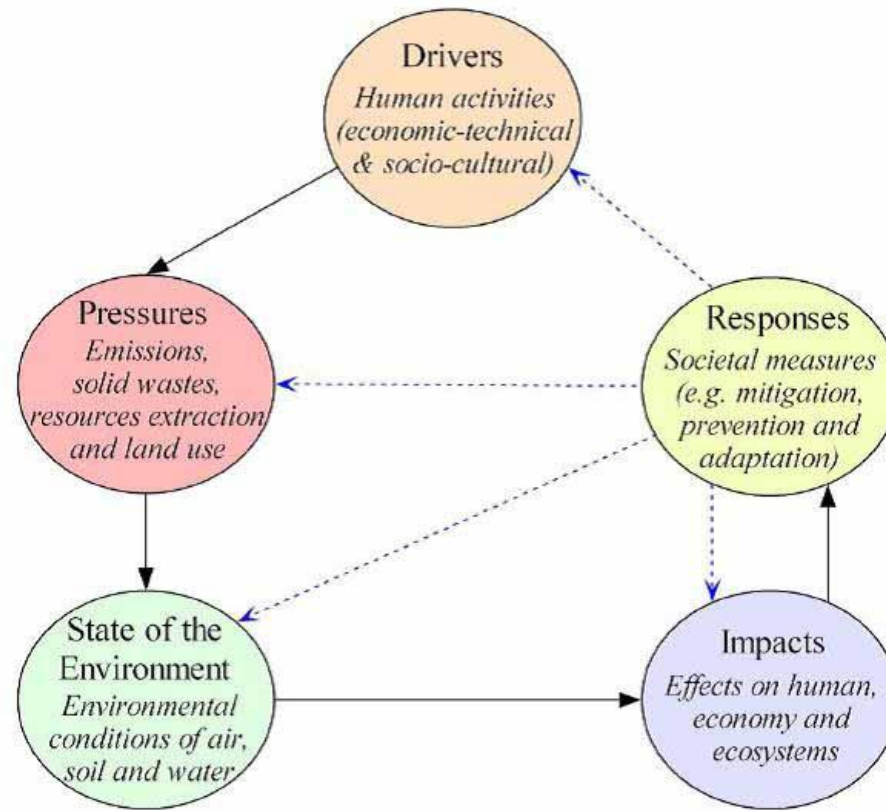 Drivers
Human activities
(economic-technical
& socio-cultural)
Pressures
Emissions,
solid wastes,
resources extraction
and land use
Responses
Societal measures
(e.g. mitigation,
prevention and
adaptation)
State of the
Environment
Environmental
conditions of air,
soil and water
Impacts
Effects on human,
economy and
ecosystems